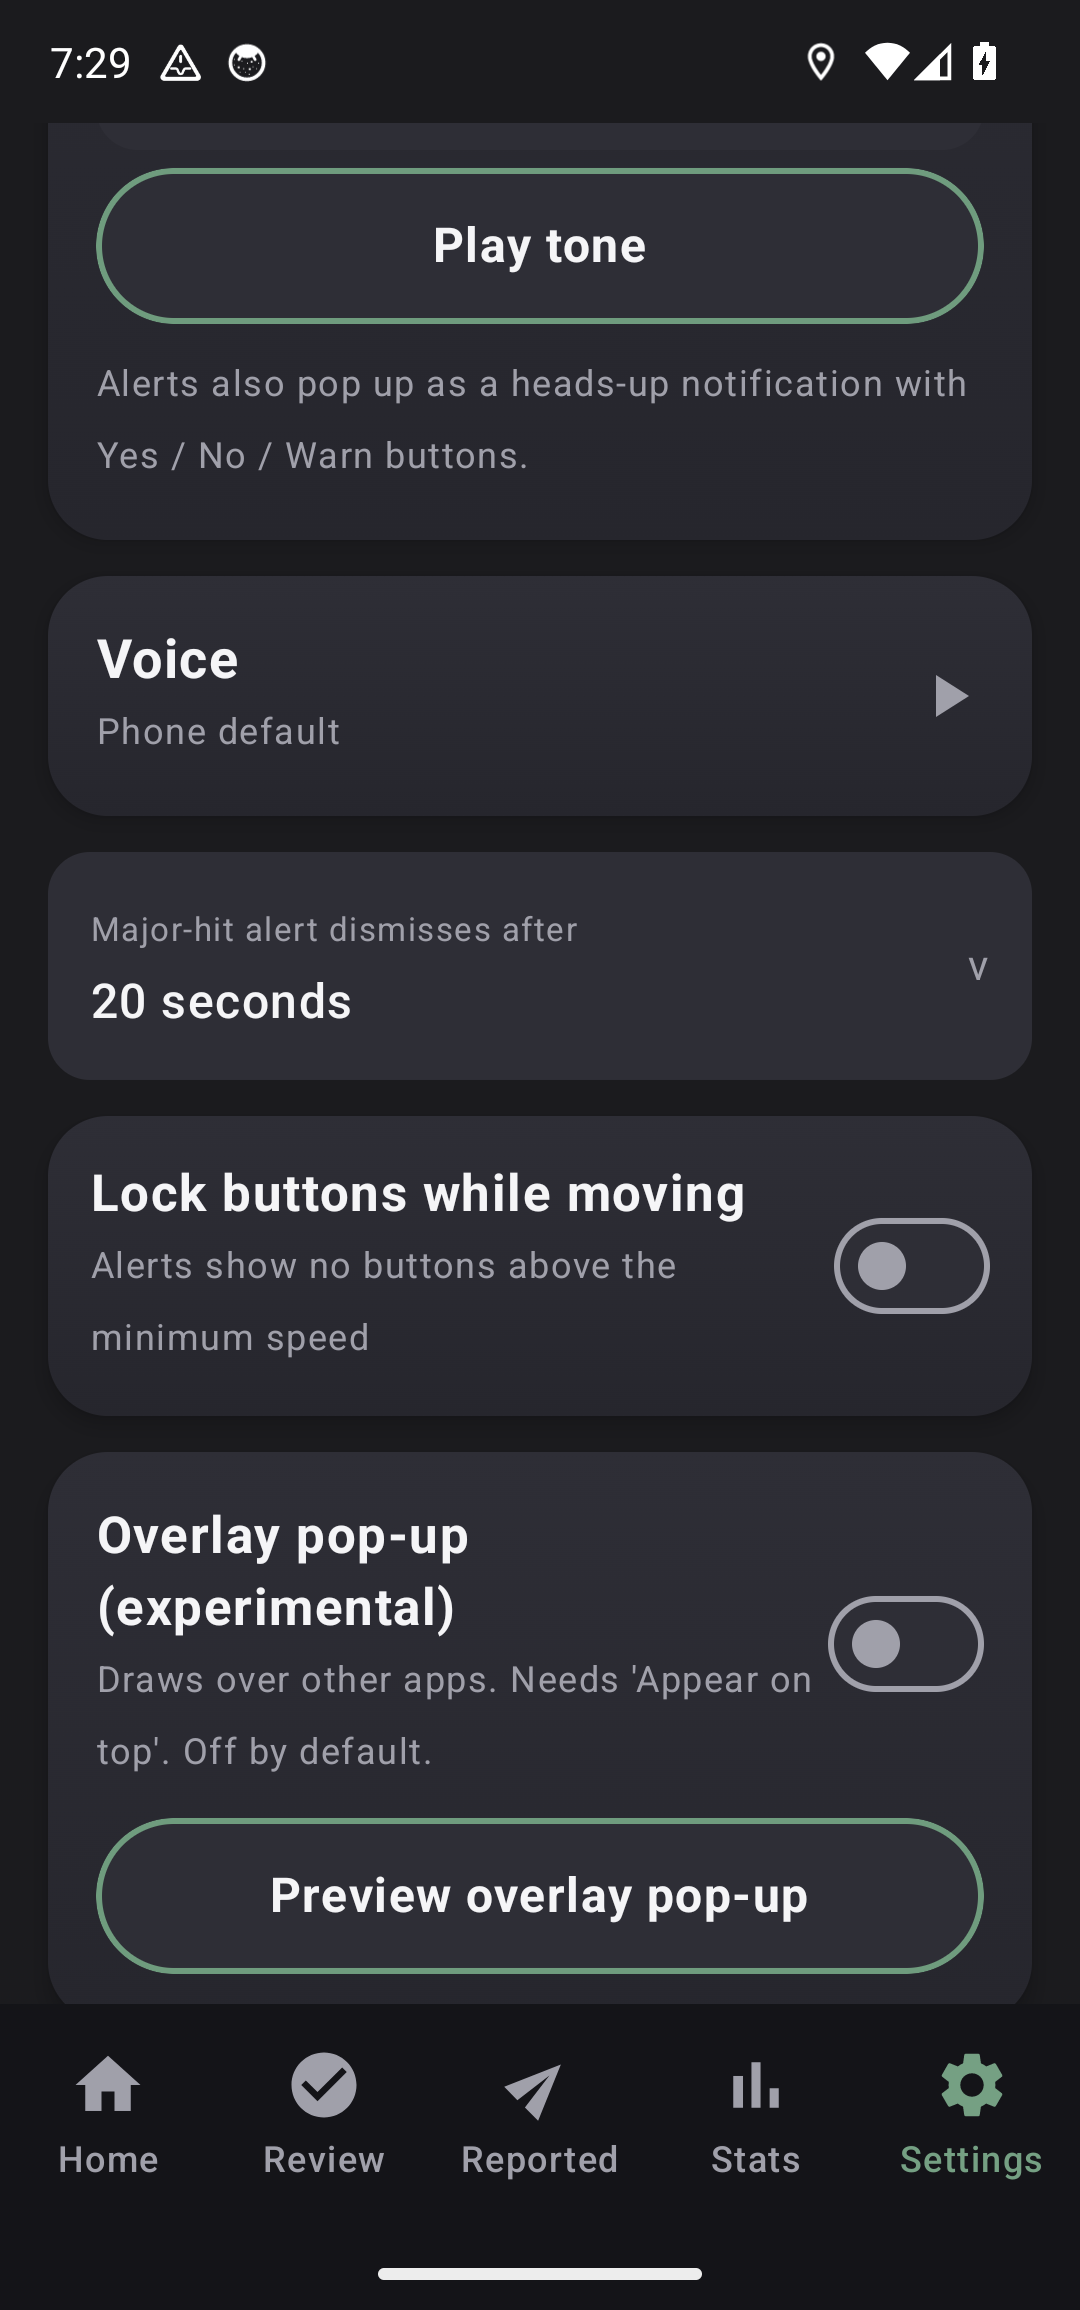 7:29
Play tone
Alerts also pop up as a heads-up notification with
Yes / No / Warn buttons.
Voice
Phone default
Major-hit alert dismisses after
20 seconds
v
Lock buttons while moving
Alerts show no buttons above the
minimum speed
Overlay pop-up
(experimental)
Draws over other apps. Needs 'Appear on
top'. Off by default.
Preview overlay pop-up
Home
Review
Reported
Stats
Settings